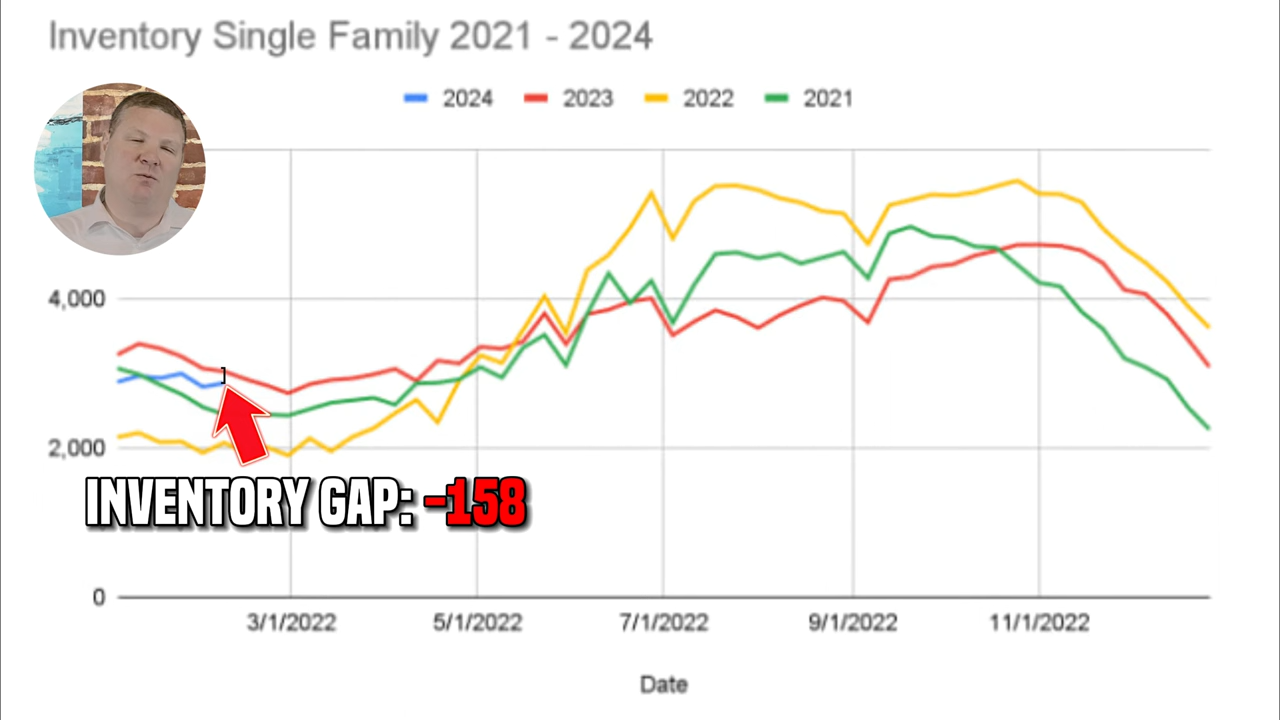 Inventory Single Family 2021 - 2024
2024 2023 2022 2021
4,000
]
2,000
INVENTORY GAP: -158
0
3/1/2022 5/1/2022 7/1/2022 9/1/2022 11/1/2022
Date